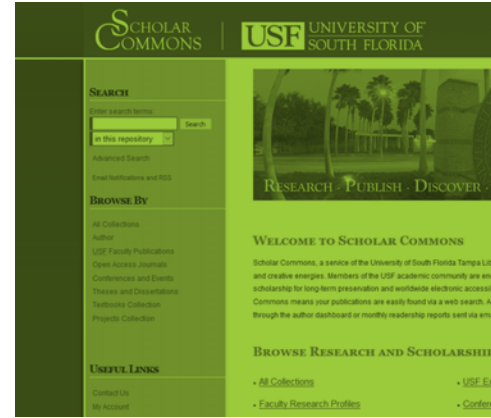 SCHOLAR
COMMONS
USF UNIVERSITY OF
SOUTH FLORIDA
SEARCH
Enter search terms:
Search
in this repository
Advanced Search
Email Notifications and RSS
BROWSE BY
All Collections
Author
USF Faculty Publications
Open Access Journals
Conferences and Events
Theses and Dissertations
Textbooks Collection
Projects Collection
USEFUL LINKS
Contact Us
My Account
RESEARCH · PUBLISH · DISCOVER ·
WELCOME TO SCHOLAR COMMONS
Scholar Commons, a service of the University of South Florida Tampa Lib
and creative energies. Members of the USF academic community are en
scholarship for long-term preservation and worldwide electronic accessi
Commons means your publications are easily found via a web search. A
through the author dashboard or monthly readership reports sent via ema
BROWSE RESEARCH AND SCHOLARSHIP
• All Collections
• USF E
• Faculty Research Profiles
• Confere